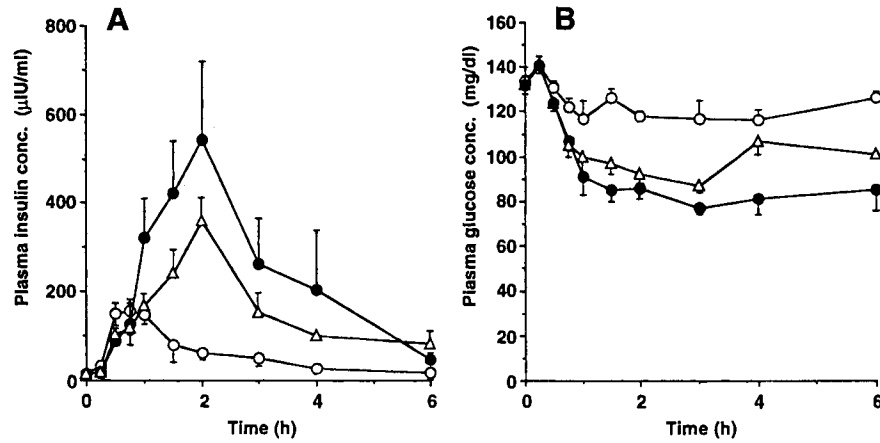 A
Plasma insulin conc. (µIU/ml)
800
600
400
200
0
0 2 4 6
Time (h)
B
Plasma glucose conc. (mg/dl)
160
140
120
100
80
60
40
20
0
0 2 4 6
Time (h)